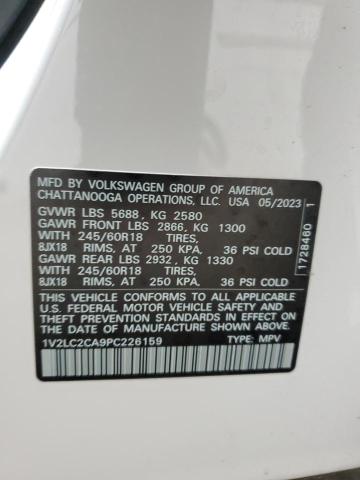 MFD BY VOLKSWAGEN GROUP OF AMERICA
CHATTANOOGA OPERATIONS, LLC. USA 05/2023
GVWR LBS 5688, KG 2580
GAWR FRONT LBS 2866, KG 1300
WITH 245/60R18 TIRES,
8JX18 RIMS, AT 250 KPA, 36 PSI COLD
GAWR REAR LBS 2932, KG 1330
WITH 245/60R18 TIRES,
8JX18 RIMS, AT 250 KPA, 36 PSI COLD
THIS VEHICLE CONFORMS TO ALL APPLICABLE
U.S. FEDERAL MOTOR VEHICLE SAFETY AND
THEFT PREVENTION STANDARDS IN EFFECT ON
THE DATE OF MANUFACTURE SHOWN ABOVE
1V2LC2CA9PC226159 TYPE: MPV
1728460 1